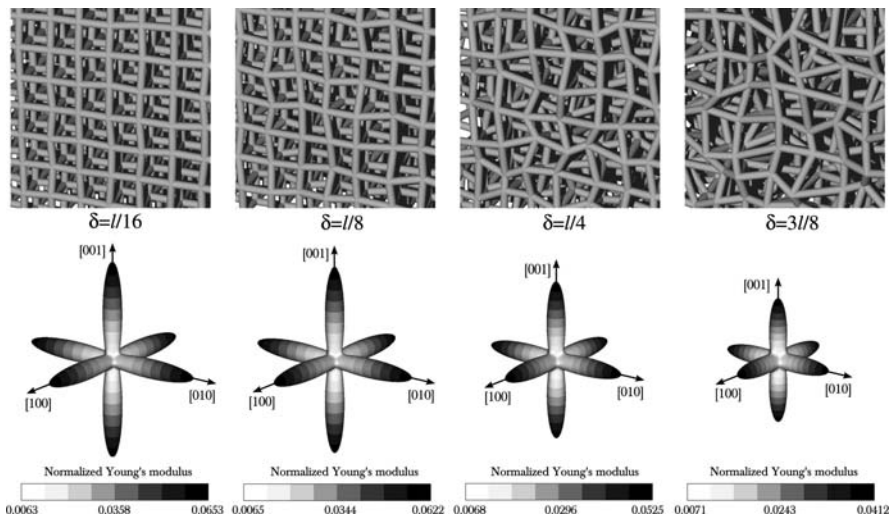 δ=l/16 δ=l/8 δ=l/4 δ=3l/8
[001] [001] [001] [001]
[100] [010] [100] [010] [100] [010] [100] [010]
Normalized Young's modulus Normalized Young's modulus Normalized Young's modulus Normalized Young's modulus
0.0063 0.0358 0.0653 0.0065 0.0344 0.0622 0.0068 0.0296 0.0525 0.0071 0.0243 0.0412